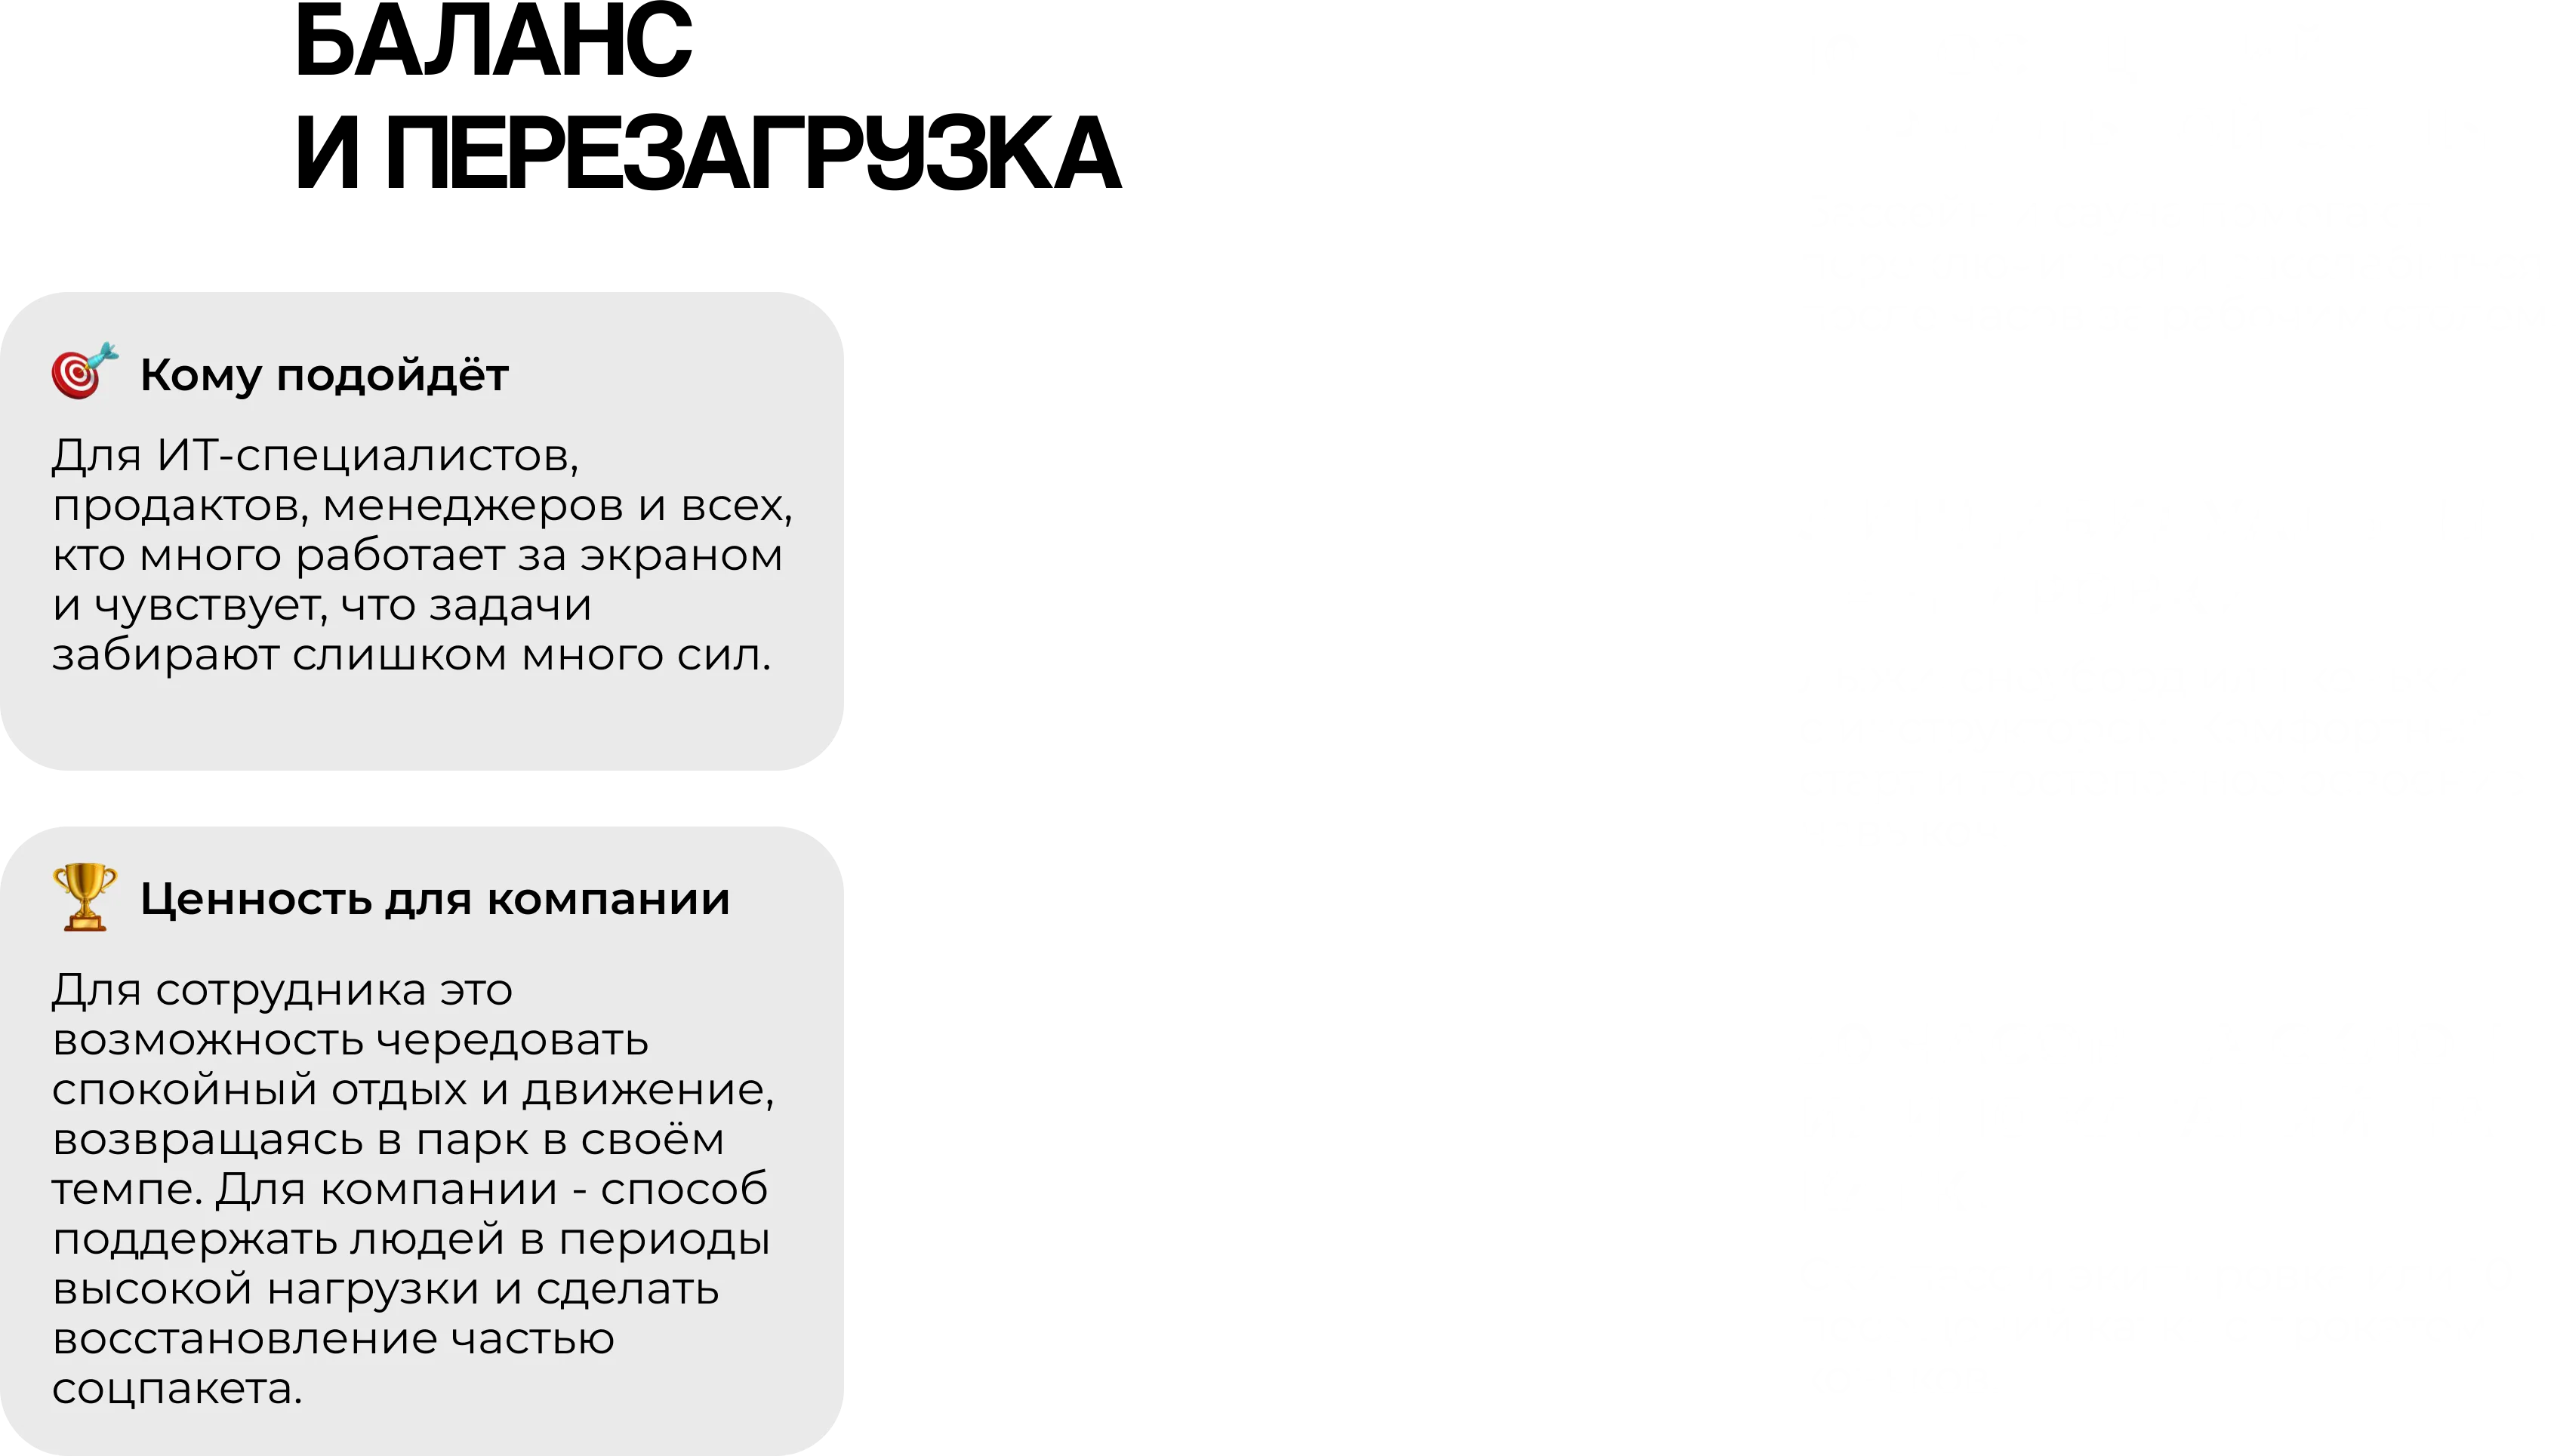 БАЛАНС
И ПЕРЕЗАГРУЗКА
Кому подойдёт
Для ИТ-специалистов,
продактов, менеджеров и всех,
кто много работает за экраном
и чувствует, что задачи
забирают слишком много сил.
Ценность для компании
Для сотрудника это
возможность чередовать
спокойный отдых и движение,
возвращаясь в парк в своём
темпе. Для компании - способ
поддержать людей в периоды
высокой нагрузки и сделать
восстановление частью
соцпакета.